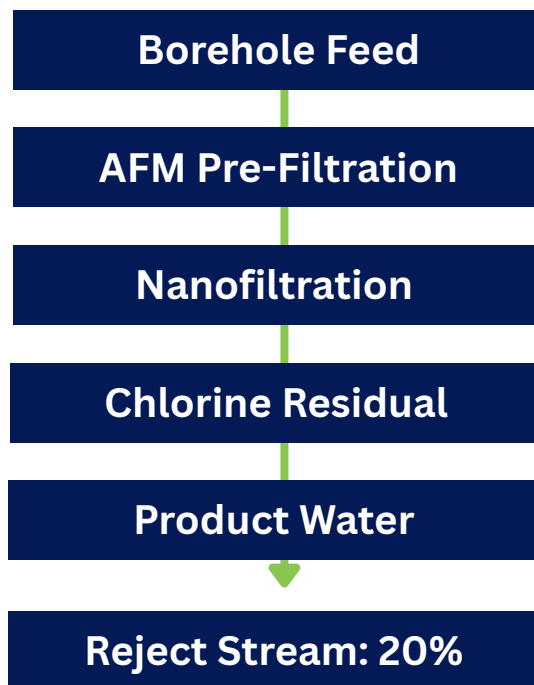 Borehole Feed
AFM Pre-Filtration
Nanofiltration
Chlorine Residual
Product Water
Reject Stream: 20%